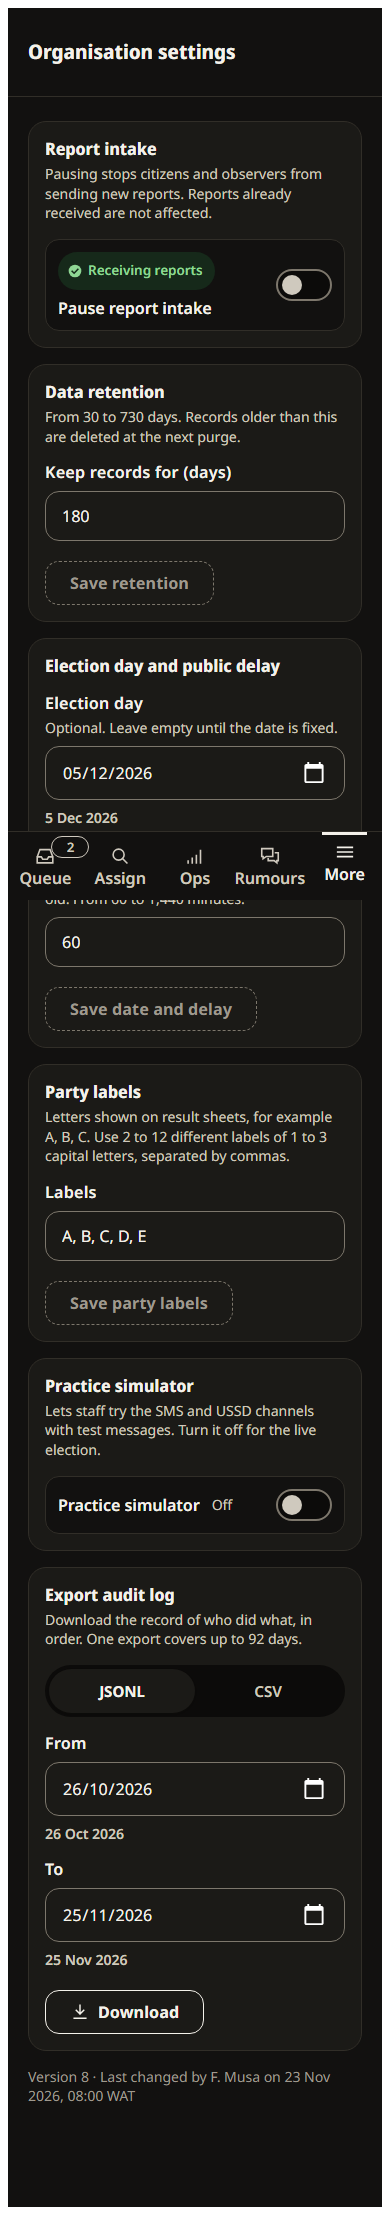 Organisation settings
Report intake
Pausing stops citizens and observers from
sending new reports. Reports already
received are not affected.
Receiving reports
Pause report intake
Data retention
From 30 to 730 days. Records older than this
are deleted at the next purge.
Keep records for (days)
180
Save retention
Election day and public delay
Election day
Optional. Leave empty until the date is fixed.
05/12/2026
5 Dec 2026
2
Queue
Assign
Ops
Rumours
More
old. From 60 to 1,440 minutes.
60
Save date and delay
Party labels
Letters shown on result sheets, for example
A, B, C. Use 2 to 12 different labels of 1 to 3
capital letters, separated by commas.
Labels
A, B, C, D, E
Save party labels
Practice simulator
Lets staff try the SMS and USSD channels
with test messages. Turn it off for the live
election.
Practice simulator Off
Export audit log
Download the record of who did what, in
order. One export covers up to 92 days.
JSONL
CSV
From
26/10/2026
26 Oct 2026
To
25/11/2026
25 Nov 2026
Download
Version 8 · Last changed by F. Musa on 23 Nov
2026, 08:00 WAT